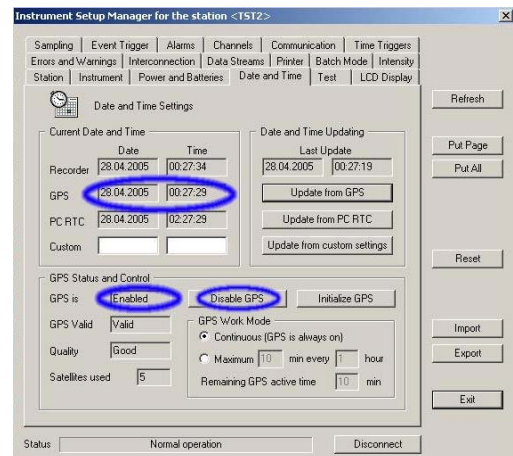 Instrument Setup Manager for the station <TST2>
Sampling Event Trigger Alarms Channels Communication Time Triggers
Errors and Warnings Interconnection Data Streams Printer Batch Mode Intensity
Station Instrument Power and Batteries Date and Time Test LCD Display
Date and Time Settings
Refresh
Put Page
Put All
Reset
Import
Export
Exit
Current Date and Time
Date Time
Recorder 28.04.2005 00:27:34
GPS 28.04.2005 00:27:29
PC RTC 28.04.2005 02:27:29
Custom
Date and Time Updating
Last Update
28.04.2005 00:27:19
Update from GPS
Update from PC RTC
Update from custom settings
GPS Status and Control
GPS is Enabled Disable GPS Initialize GPS
GPS Valid Valid
Quality Good
Satellites used 5
GPS Work Mode
Continuous (GPS is always on)
Maximum 10 min every 1 hour
Remaining GPS active time 10 min
Status Normal operation Disconnect